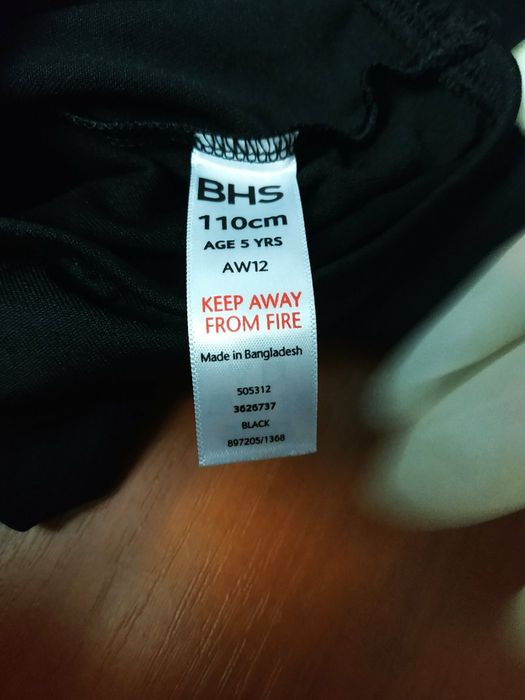 BHS
110cm
AGE 5 YRS
AW12
KEEP AWAY
FROM FIRE
Made in Bangladesh
505312
3626737
BLACK
897205/1368